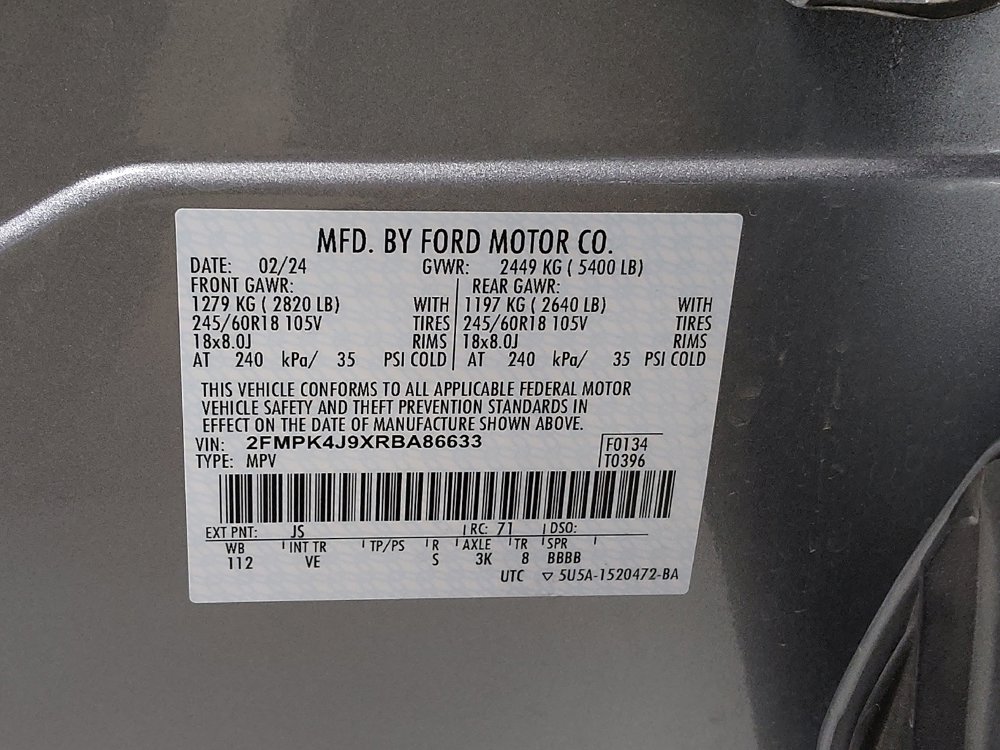 MFD. BY FORD MOTOR CO.
DATE: 02/24 GVWR: 2449 KG ( 5400 LB)
FRONT GAWR: REAR GAWR:
1279 KG ( 2820 LB) WITH 1197 KG ( 2640 LB) WITH
245/60R18 105V TIRES 245/60R18 105V TIRES
18x8.0J RIMS 18x8.0J RIMS
AT 240 kPa/ 35 PSI COLD AT 240 kPa/ 35 PSI COLD
THIS VEHICLE CONFORMS TO ALL APPLICABLE FEDERAL MOTOR
VEHICLE SAFETY AND THEFT PREVENTION STANDARDS IN
EFFECT ON THE DATE OF MANUFACTURE SHOWN ABOVE.
VIN: 2FMPK4J9XRBA86633 F0134
TYPE: MPV T0396
EXT PNT: JS RC: 71 DSO:
WB INT TR TP/PS R AXLE TR SPR
112 VE S 3K 8 BBBB
UTC ▽ 5U5A-1520472-BA